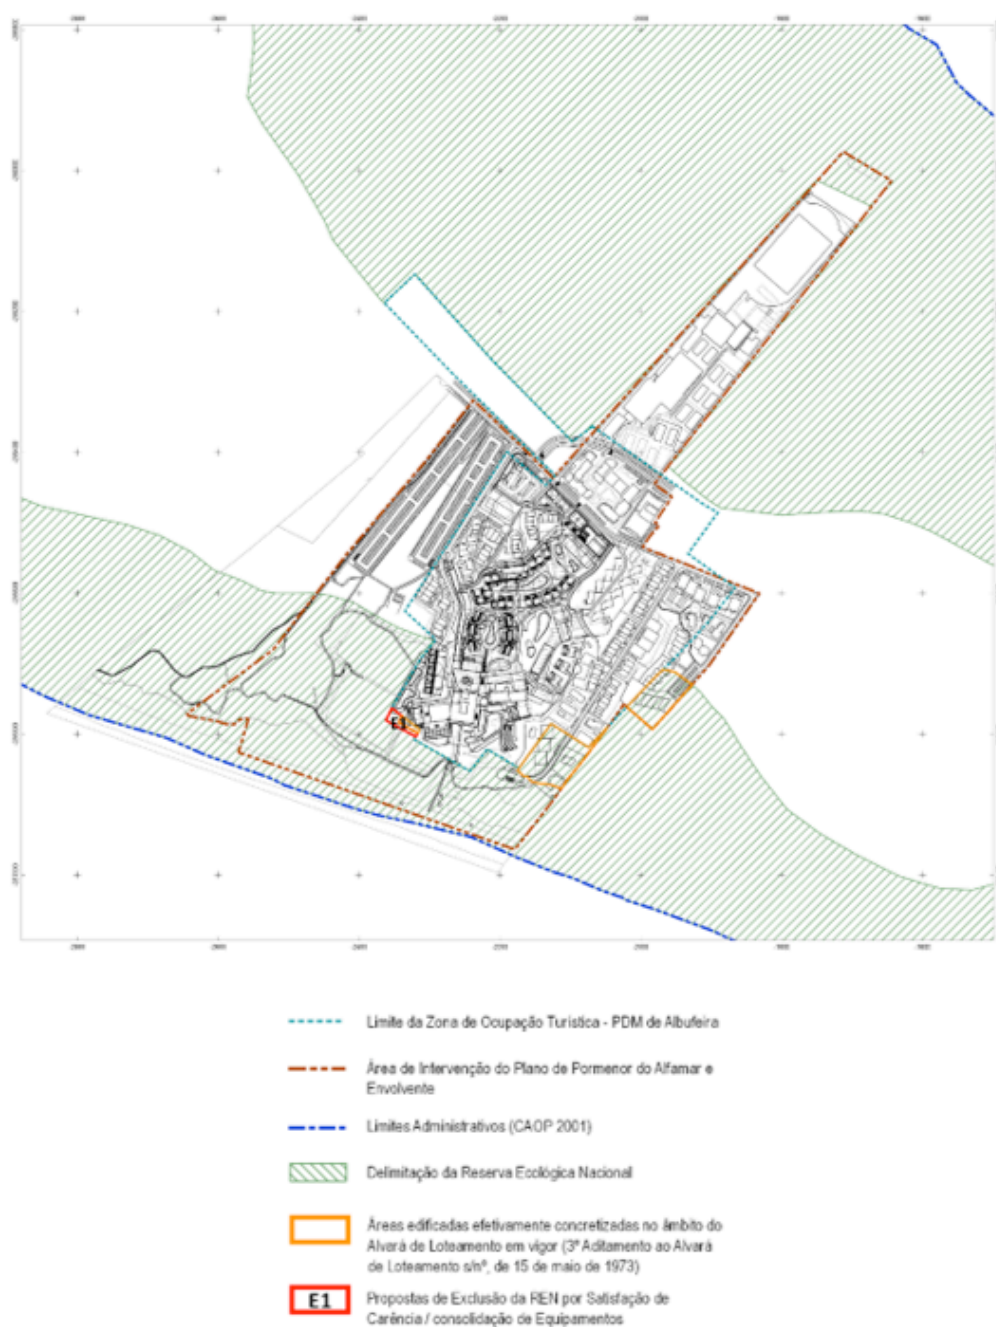 E1
Limite da Zona de Ocupação Turística - PDM de Albufeira
Área de Intervenção do Plano de Pormenor do Alfamar e
Envolvente
Limites Administrativos (CAOP 2001)
Delimitação da Reserva Ecológica Nacional
Áreas edificadas efetivamente concretizadas no âmbito do
Alvará de Loteamento em vigor (3º Aditamento ao Alvará
de Loteamento s/nº, de 15 de maio de 1973)
E1
Propostas de Exclusão da REN por Satisfação de
Carência / consolidação de Equipamentos